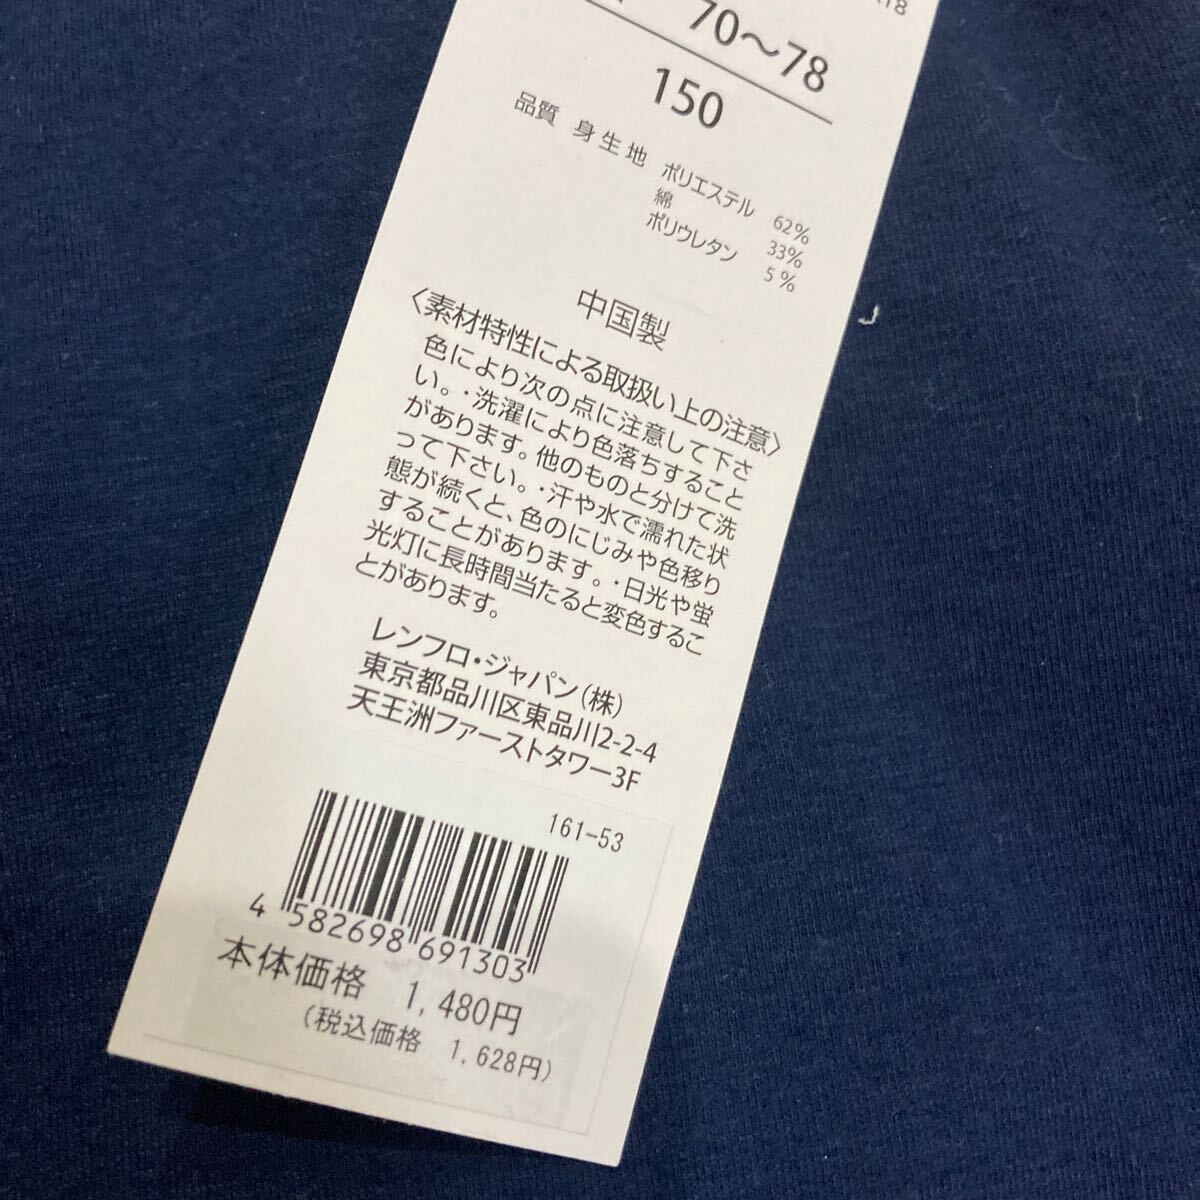 70〜78
150
品質 身生地 ポリエステル 62%
綿 33%
ポリウレタン 5%
中国製
〈素材特性による取扱い上の注意〉
色により次の点に注意して下さ
い。・洗濯により色落ちすること
があります。他のものと分けて洗
って下さい。・汗や水で濡れた状
態が続くと、色のにじみや色移り
することがあります。・日光や蛍
光灯に長時間当たると変色するこ
とがあります。
レンフロ・ジャパン(株)
東京都品川区東品川2-2-4
天王洲ファーストタワー3F
161-53
4 582698 691303
本体価格 1,480円
(税込価格 1,628円)